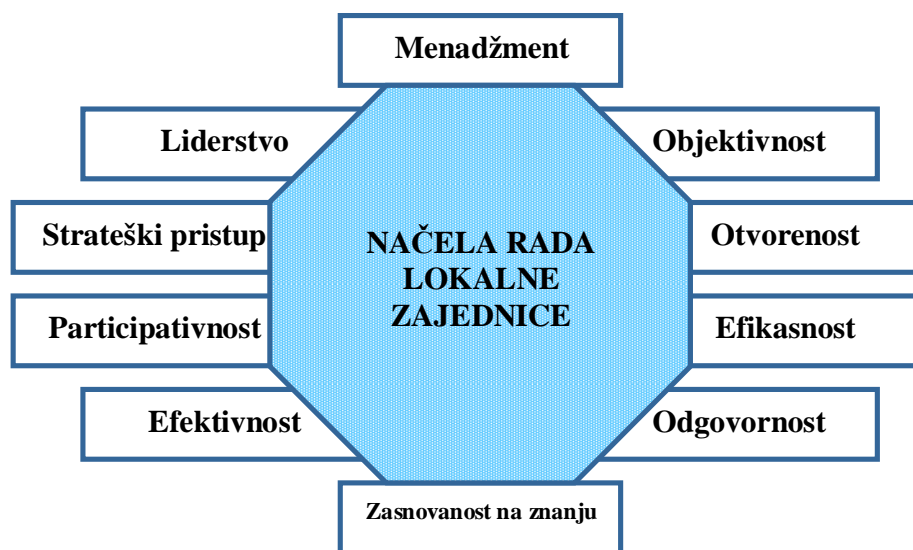 Menadžment
Liderstvo
Objektivnost
Strateški pristup
Otvorenost
NAČELA RADA
LOKALNE
ZAJEDNICE
Participativnost
Efikasnost
Efektivnost
Odgovornost
Zasnovanost na znanju